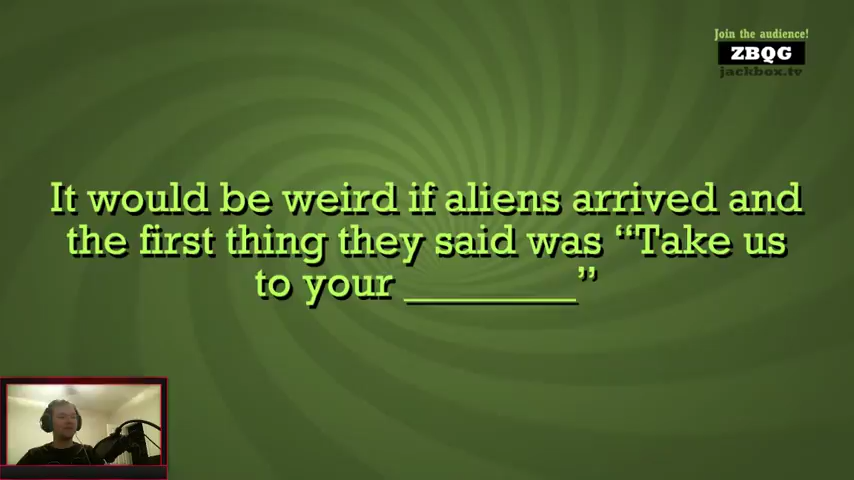 Join the audience!
ZBQG
jackbox.tv
It would be weird if aliens arrived and
the first thing they said was “Take us
to your ________”